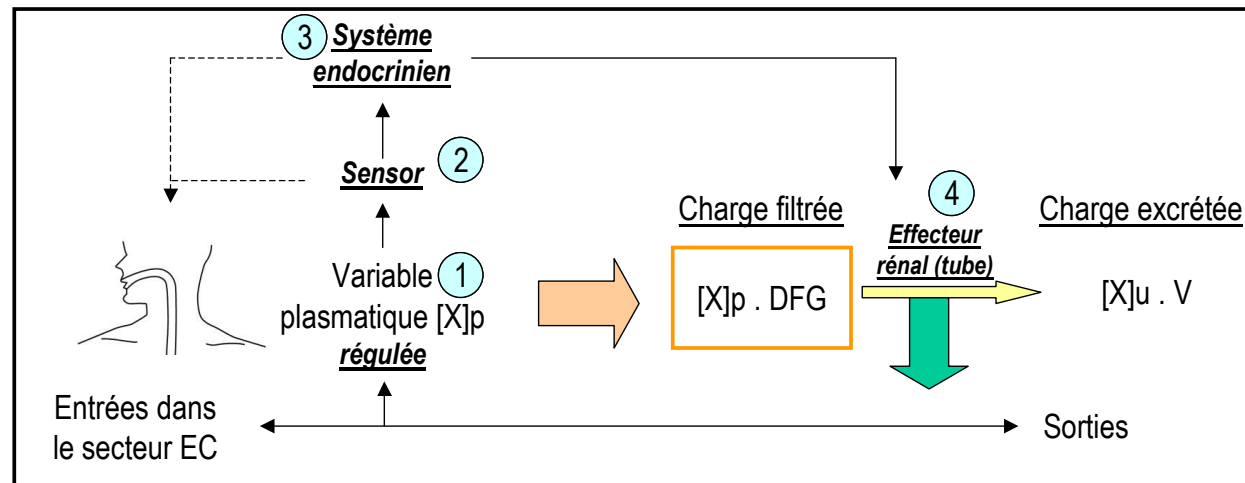 3
Système
endocrinien
Sensor
2
Variable
1
plasmatique [X]p
régulée
Entrées dans
le secteur EC
Charge filtrée
[X]p . DFG
4
Effecteur
rénal (tube)
Charge excrétée
[X]u . V
Sorties